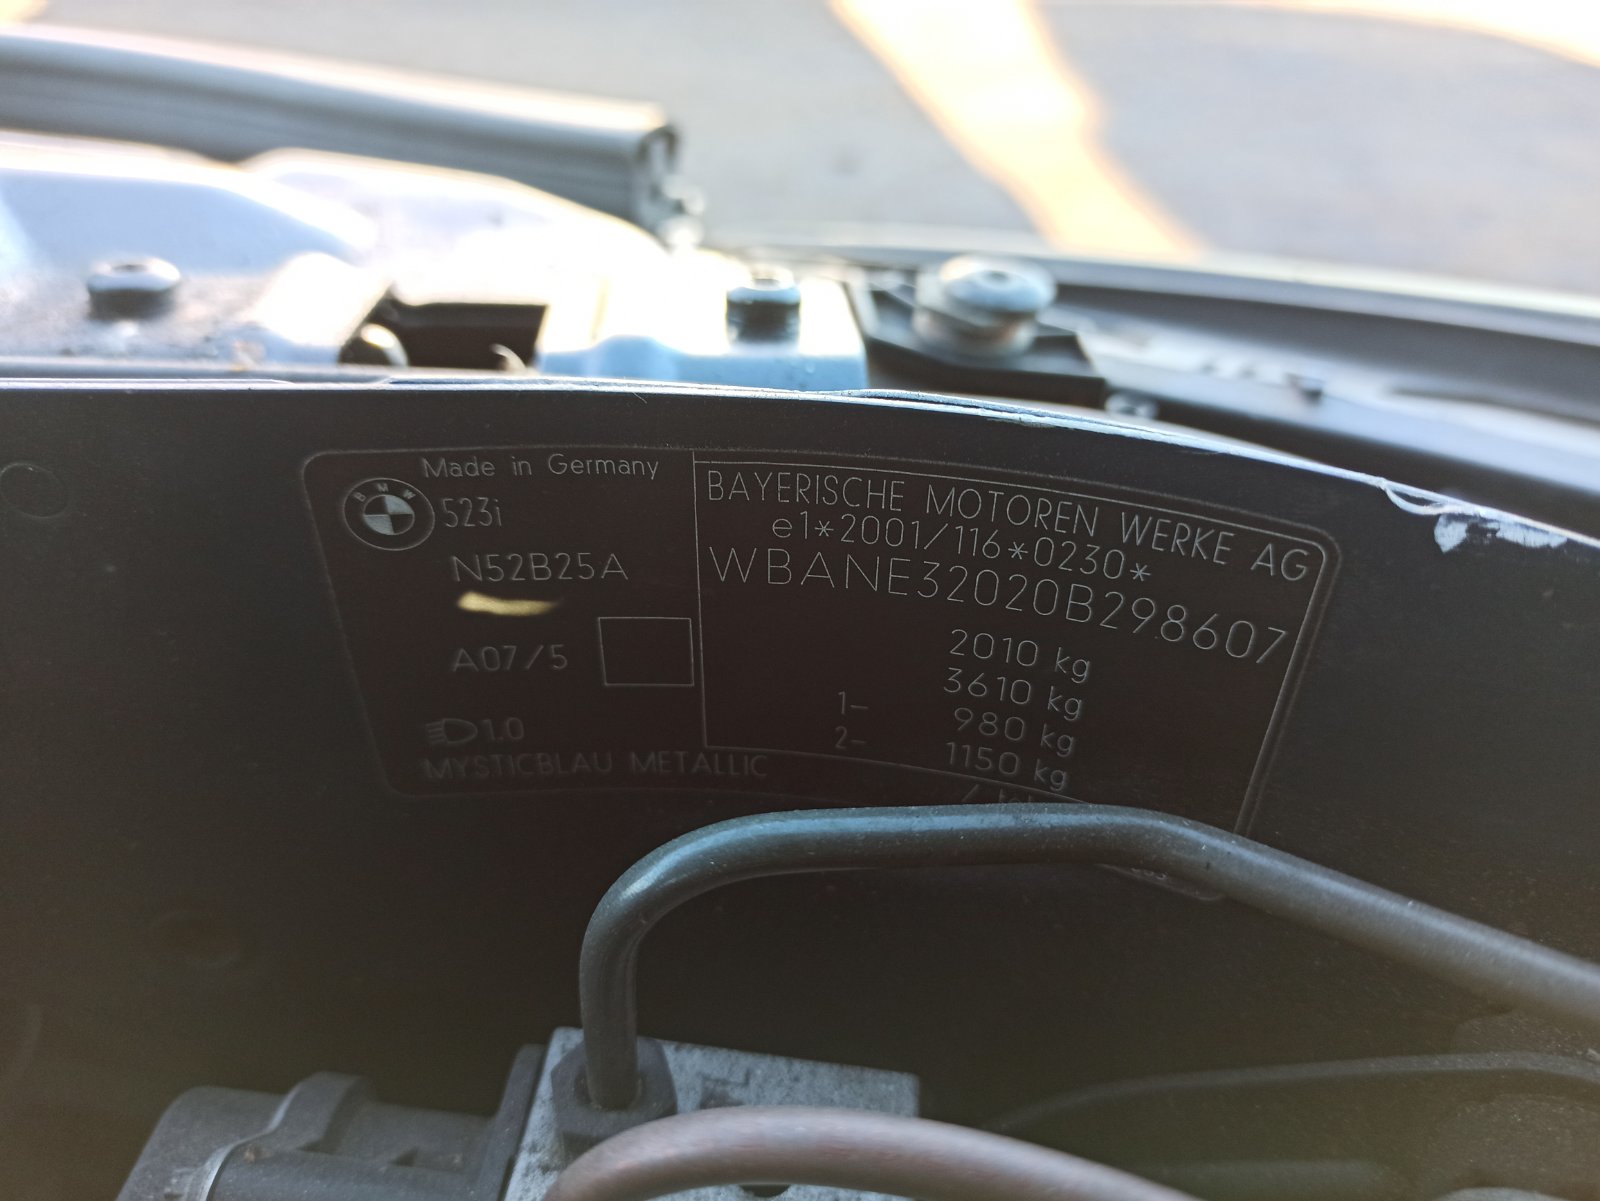 Made in Germany
BMW
523i
N52B25A
A07/5
1.0
MYSTICBLAU METALLIC
BAYERISCHE MOTOREN WERKE AG
e1*2001/116*0230*
WBANE32020B298607
2010 kg
3610 kg
1- 980 kg
2- 1150 kg